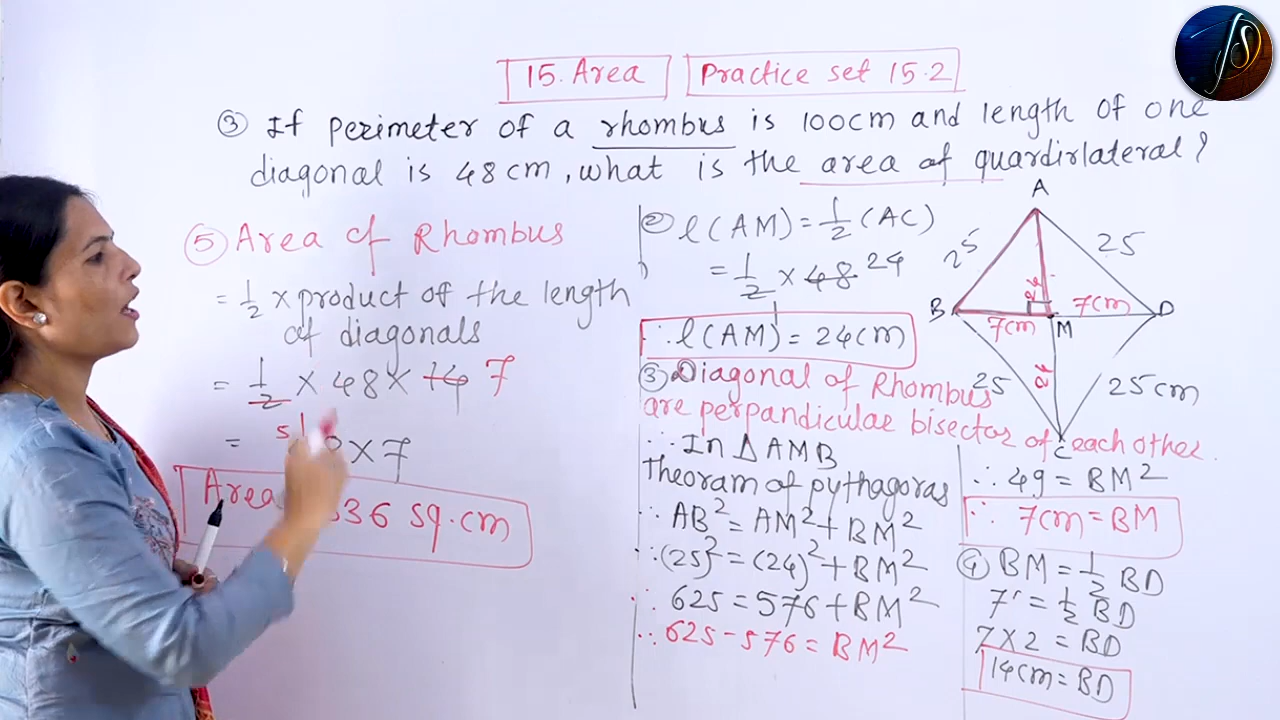 15. Area
Practice set 15.2
③ If perimeter of a rhombus is 100cm and length of one
diagonal is 48cm, what is the area of quardirlateral?
⑤ Area of Rhombus
= 1/2 × product of the length
of diagonals
= 1/2 × 48 × 14 7
× 7
Area 336 sq.cm
② l(AM) = 1/2 (AC)
= 1/2 × 48 24
1
∴ l(AM) = 24cm
③ Diagonal of Rhombus
are perpandicular bisector of each other.
∴ In △AMB
theoram of pythagoras
∴ AB² = AM² + BM²
∴ (25)² = (24)² + BM²
∴ 625 = 576 + BM²
∴ 625 - 576 = BM²
A
25
25
B
7cm
7cm
D
M
25
25cm
C
∴ 49 = BM²
∴ 7cm = BM
④ BM = 1/2 BD
7 = 1/2 BD
7 × 2 = BD
14cm = BD